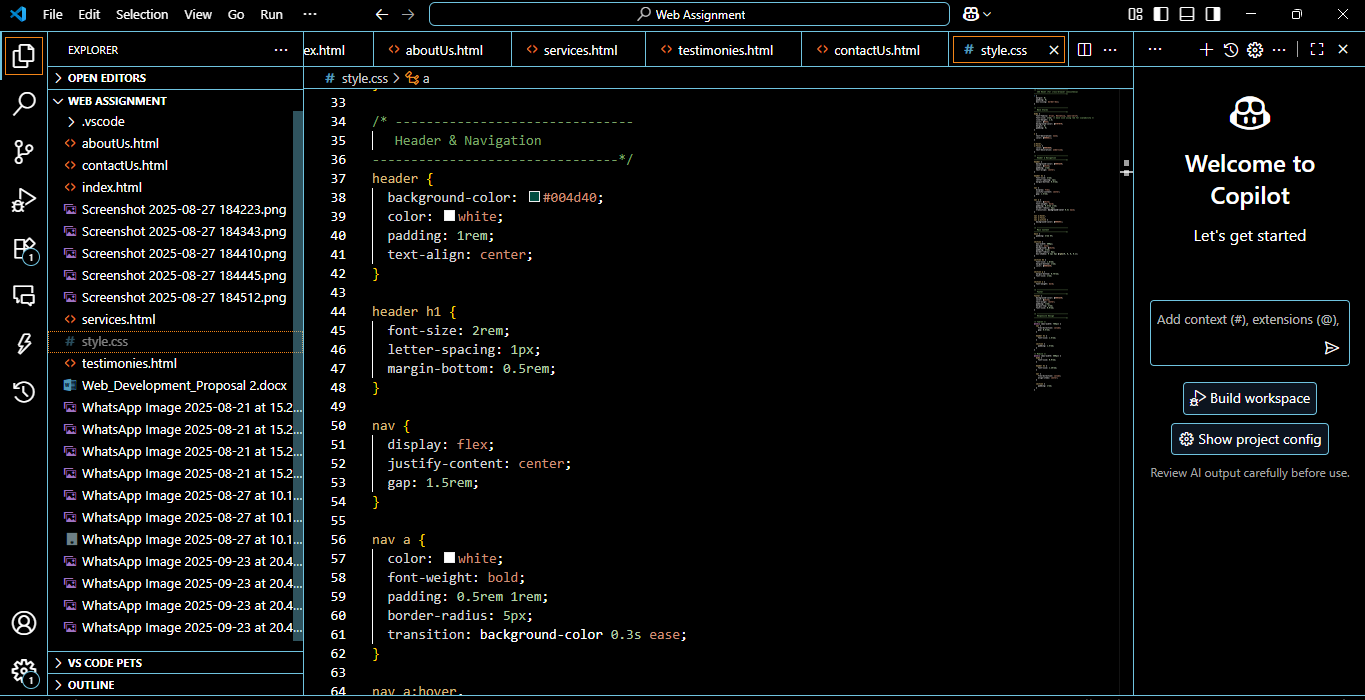 File Edit Selection View Go Run ···
Web Assignment
EXPLORER ···
OPEN EDITORS
WEB ASSIGNMENT
.vscode
aboutUs.html
contactUs.html
index.html
Screenshot 2025-08-27 184223.png
Screenshot 2025-08-27 184343.png
Screenshot 2025-08-27 184410.png
Screenshot 2025-08-27 184445.png
Screenshot 2025-08-27 184512.png
services.html
# style.css
testimonies.html
Web_Development_Proposal 2.docx
WhatsApp Image 2025-08-21 at 15.2...
WhatsApp Image 2025-08-21 at 15.2...
WhatsApp Image 2025-08-21 at 15.2...
WhatsApp Image 2025-08-21 at 15.2...
WhatsApp Image 2025-08-27 at 10.1...
WhatsApp Image 2025-08-27 at 10.1...
WhatsApp Image 2025-08-27 at 10.1...
WhatsApp Image 2025-09-23 at 20.4...
WhatsApp Image 2025-09-23 at 20.4...
WhatsApp Image 2025-09-23 at 20.4...
WhatsApp Image 2025-09-23 at 20.4...
VS CODE PETS
OUTLINE
1
1
ex.html <> aboutUs.html <> services.html <> testimonies.html <> contactUs.html # style.css
# style.css > a
33
34 /* -------------------------------
35 Header & Navigation
36 --------------------------------*/
37 header {
38 background-color: #004d40;
39 color: white;
40 padding: 1rem;
41 text-align: center;
42 }
43
44 header h1 {
45 font-size: 2rem;
46 letter-spacing: 1px;
47 margin-bottom: 0.5rem;
48 }
49
50 nav {
51 display: flex;
52 justify-content: center;
53 gap: 1.5rem;
54 }
55
56 nav a {
57 color: white;
58 font-weight: bold;
59 padding: 0.5rem 1rem;
60 border-radius: 5px;
61 transition: background-color 0.3s ease;
62 }
63
64 nav a:hover,
Welcome to
Copilot
Let's get started
Add context (#), extensions (@),
Build workspace
Show project config
Review AI output carefully before use.